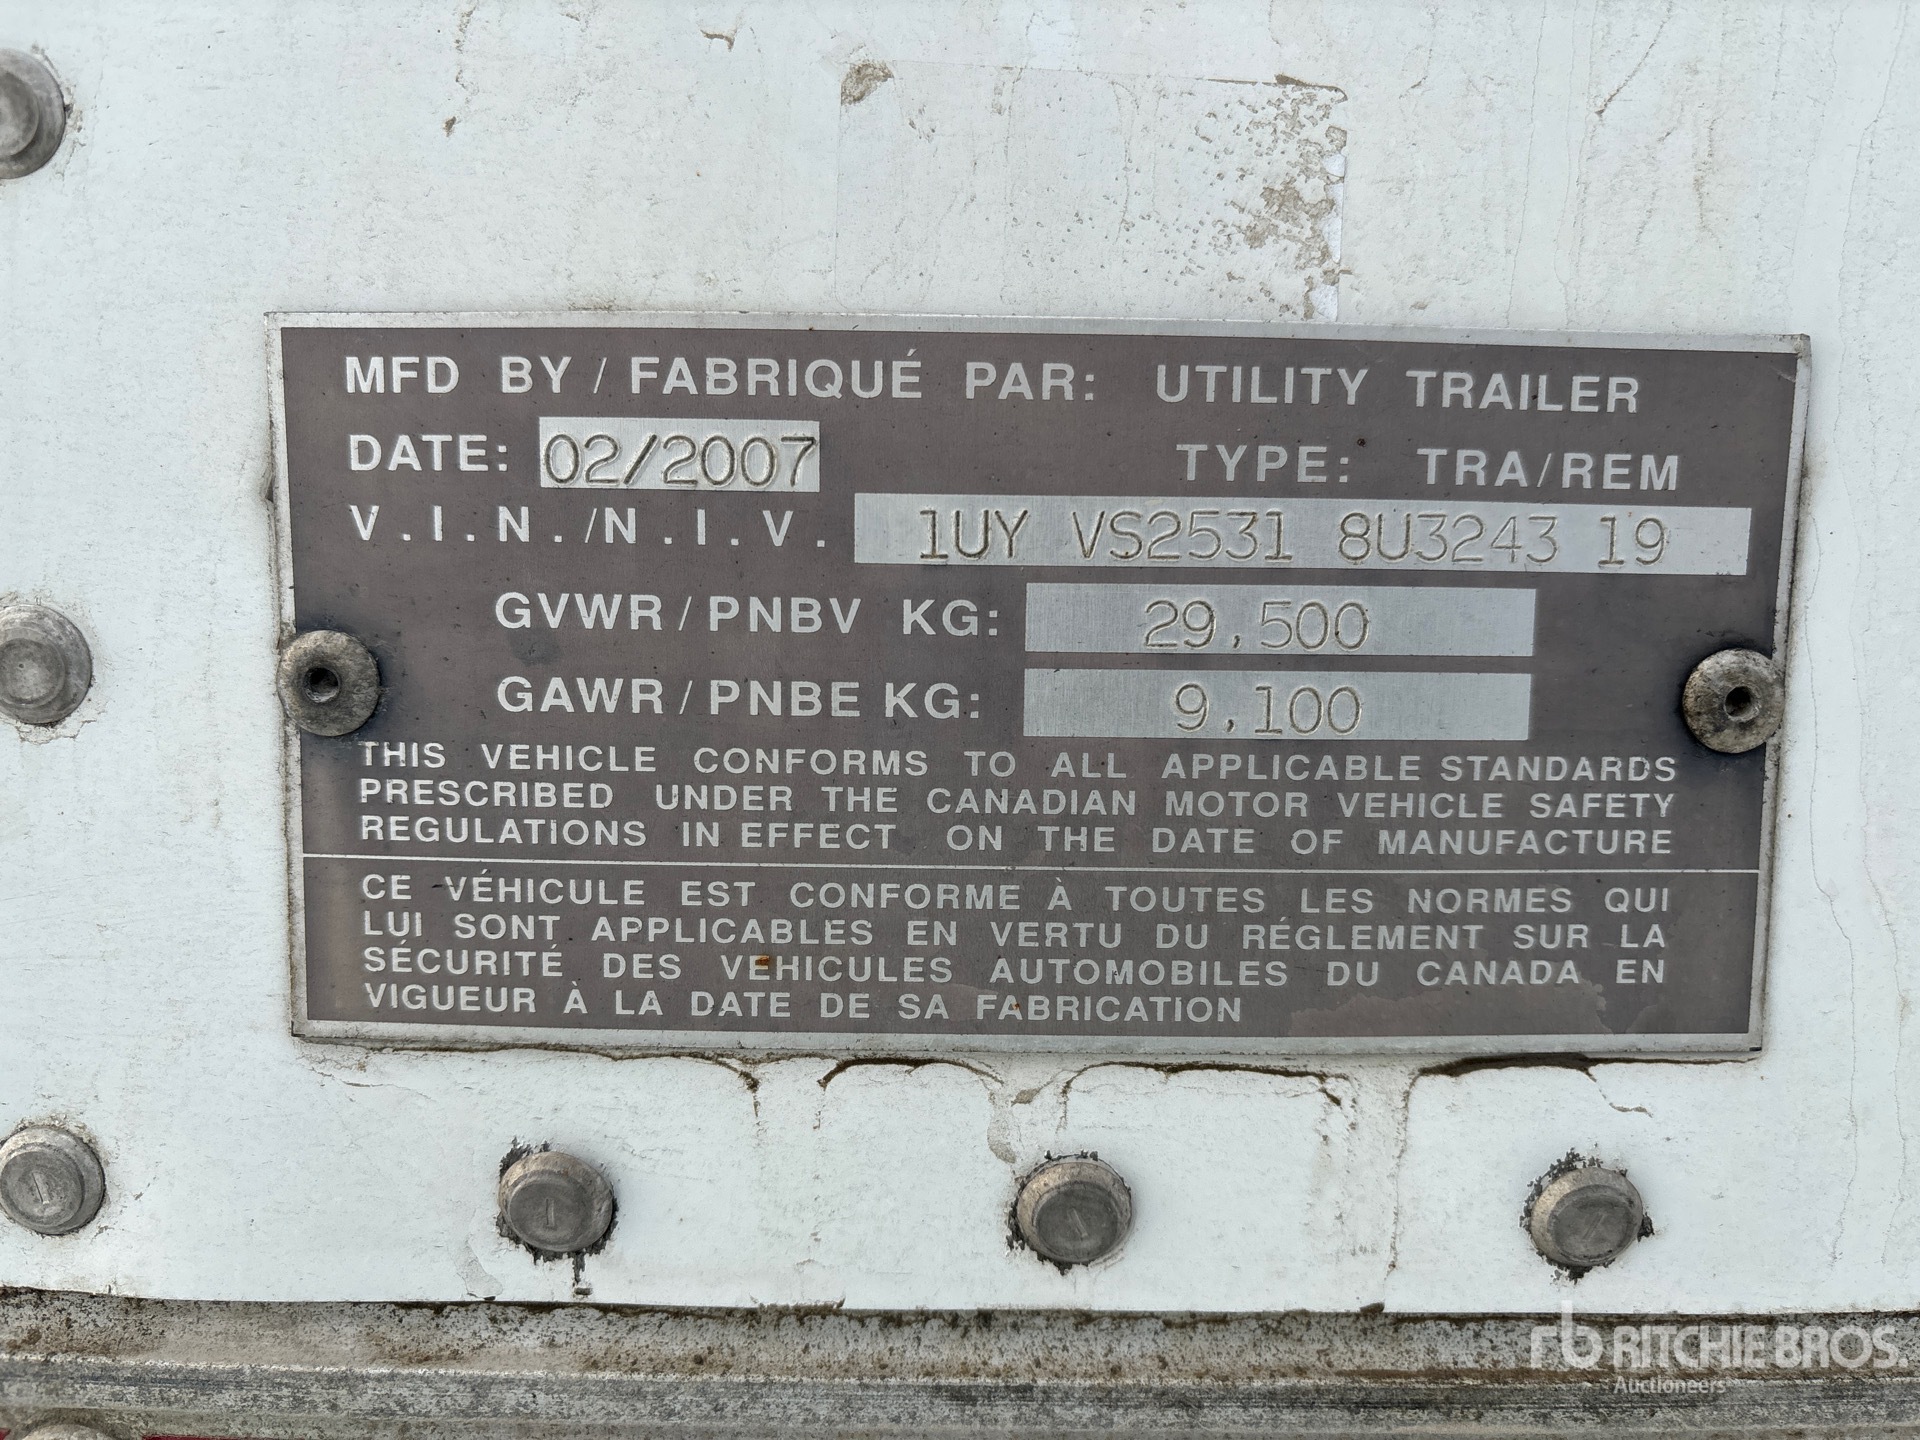 MFD BY / FABRIQUÉ PAR: UTILITY TRAILER
DATE: 02/2007 TYPE: TRA/REM
V.I.N./N.I.V. 1UY VS2531 8U3243 19
GVWR/PNBV KG: 29,500
GAWR/PNBE KG: 9,100
THIS VEHICLE CONFORMS TO ALL APPLICABLE STANDARDS
PRESCRIBED UNDER THE CANADIAN MOTOR VEHICLE SAFETY
REGULATIONS IN EFFECT ON THE DATE OF MANUFACTURE
CE VÉHICULE EST CONFORME À TOUTES LES NORMES QUI
LUI SONT APPLICABLES EN VERTU DU RÉGLEMENT SUR LA
SÉCURITÉ DES VEHICULES AUTOMOBILES DU CANADA EN
VIGUEUR À LA DATE DE SA FABRICATION
rb RITCHIE BROS.
Auctioneers